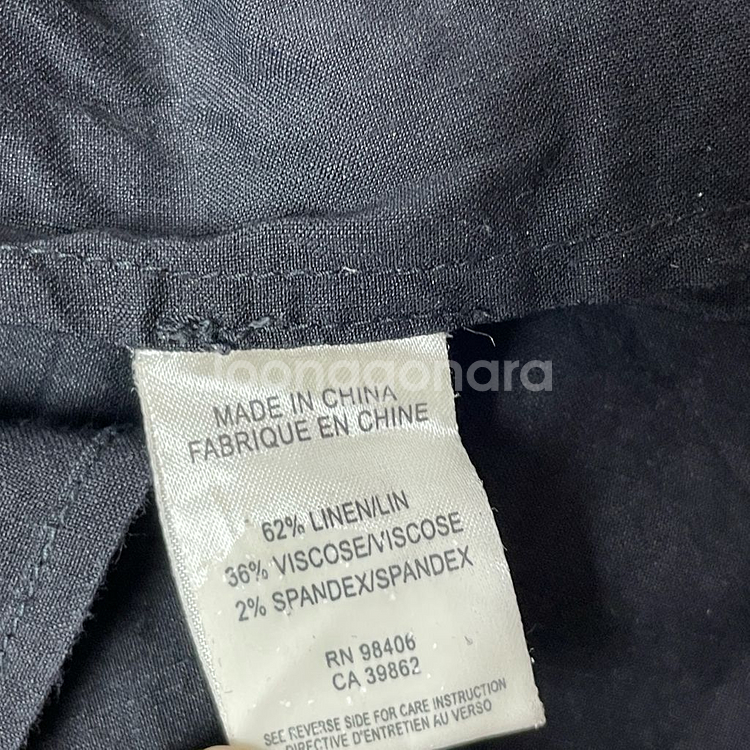 joongonara
MADE IN CHINA
FABRIQUE EN CHINE
62% LINEN/LIN
36% VISCOSE/VISCOSE
2% SPANDEX/SPANDEX
RN 98406
CA 39862
SEE REVERSE SIDE FOR CARE INSTRUCTION
DIRECTIVE D'ENTRETIEN AU VERSO